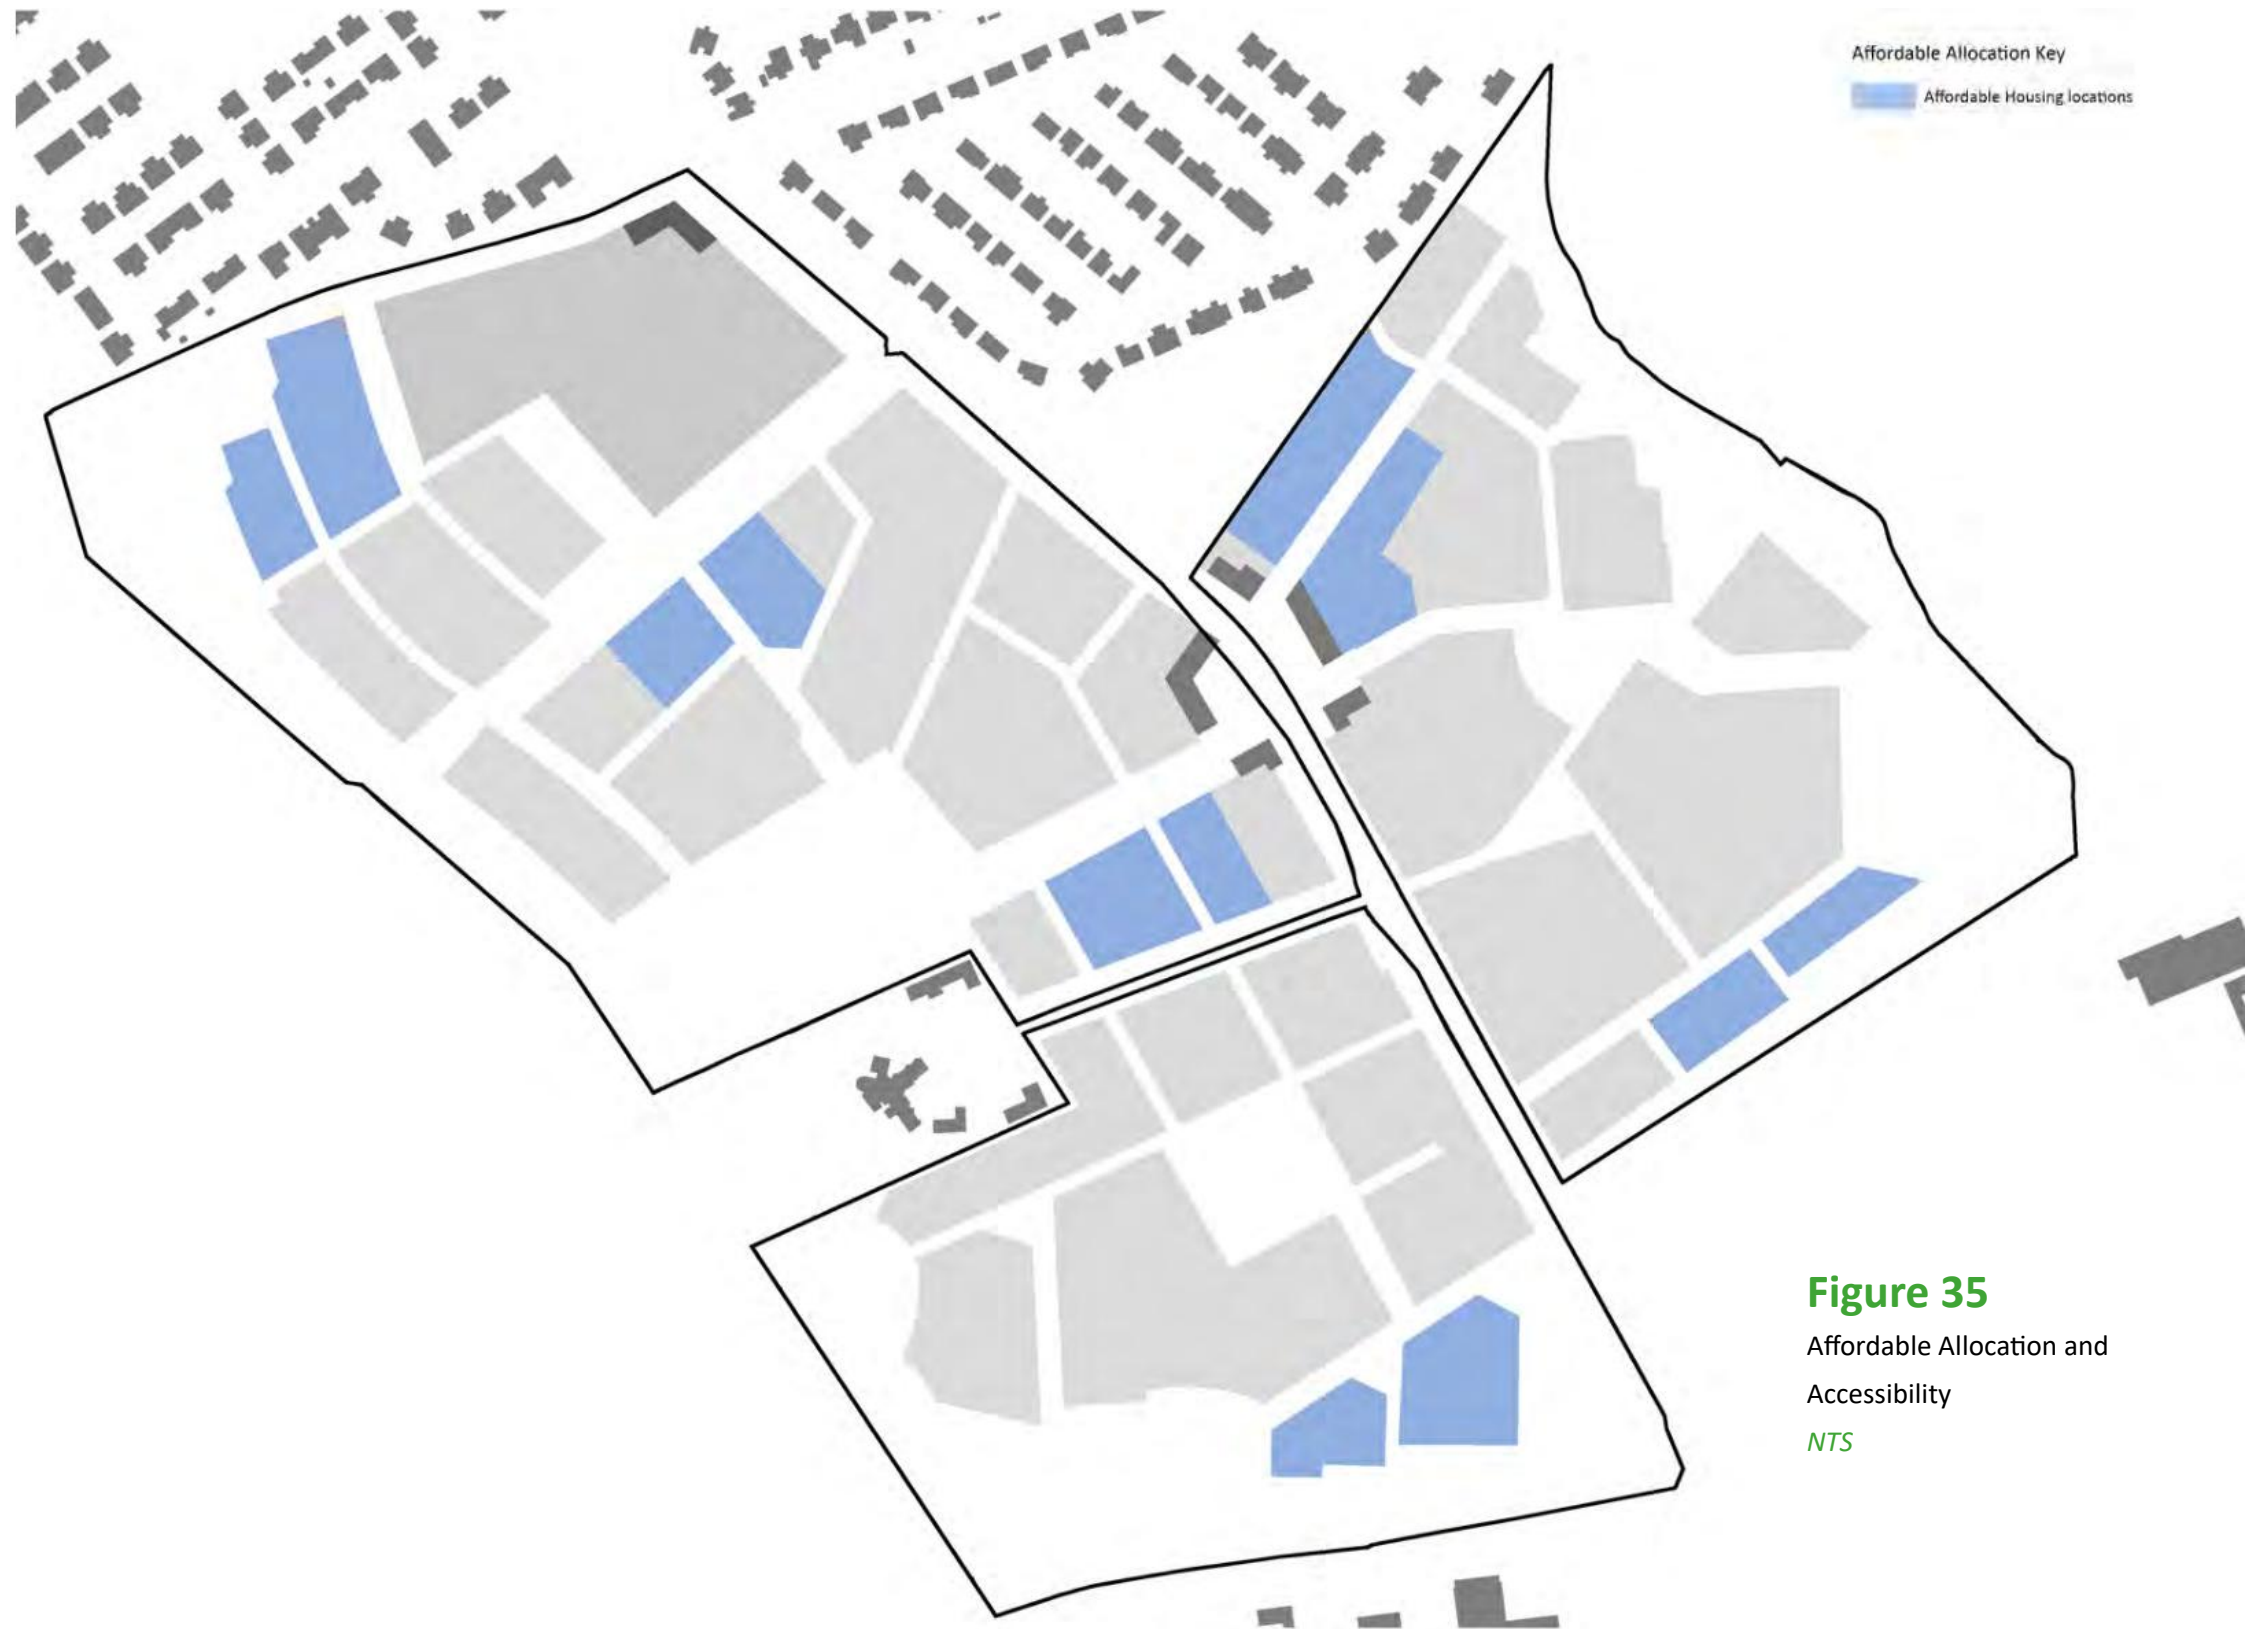 Affordable Allocation Key
Affordable Housing locations
Figure 35
Affordable Allocation and
Accessibility
NTS